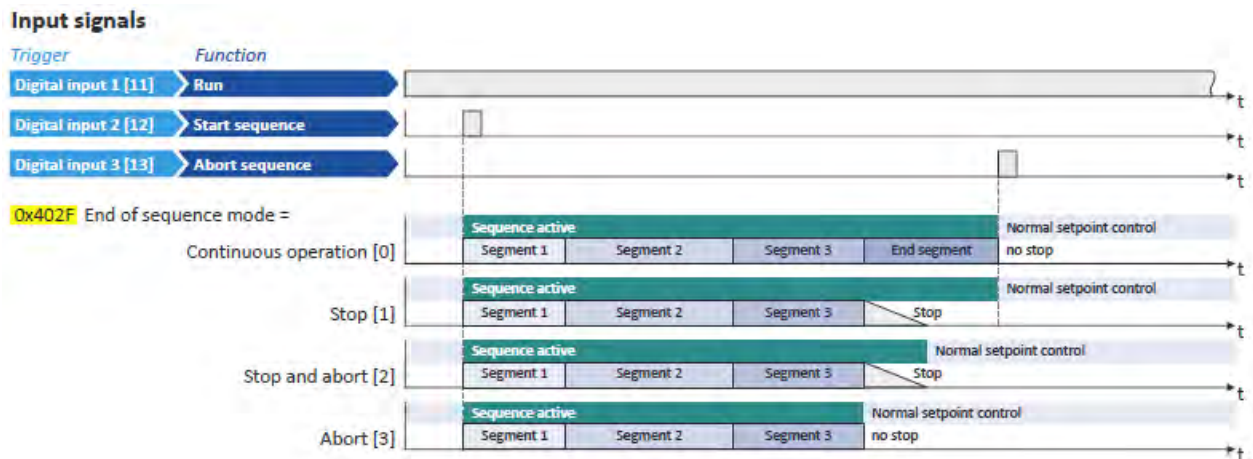 Input signals
Trigger Function
Digital input 1 [11] Run
t
Digital input 2 [12] Start sequence
t
Digital input 3 [13] Abort sequence
t
0x402F End of sequence mode =
Sequence active Normal setpoint control
Continuous operation [0] Segment 1 Segment 2 Segment 3 End segment no stop
t
Sequence active Normal setpoint control
Stop [1] Segment 1 Segment 2 Segment 3 Stop
t
Sequence active Normal setpoint control
Stop and abort [2] Segment 1 Segment 2 Segment 3 Stop
t
Sequence active Normal setpoint control
Abort [3] Segment 1 Segment 2 Segment 3 no stop
t